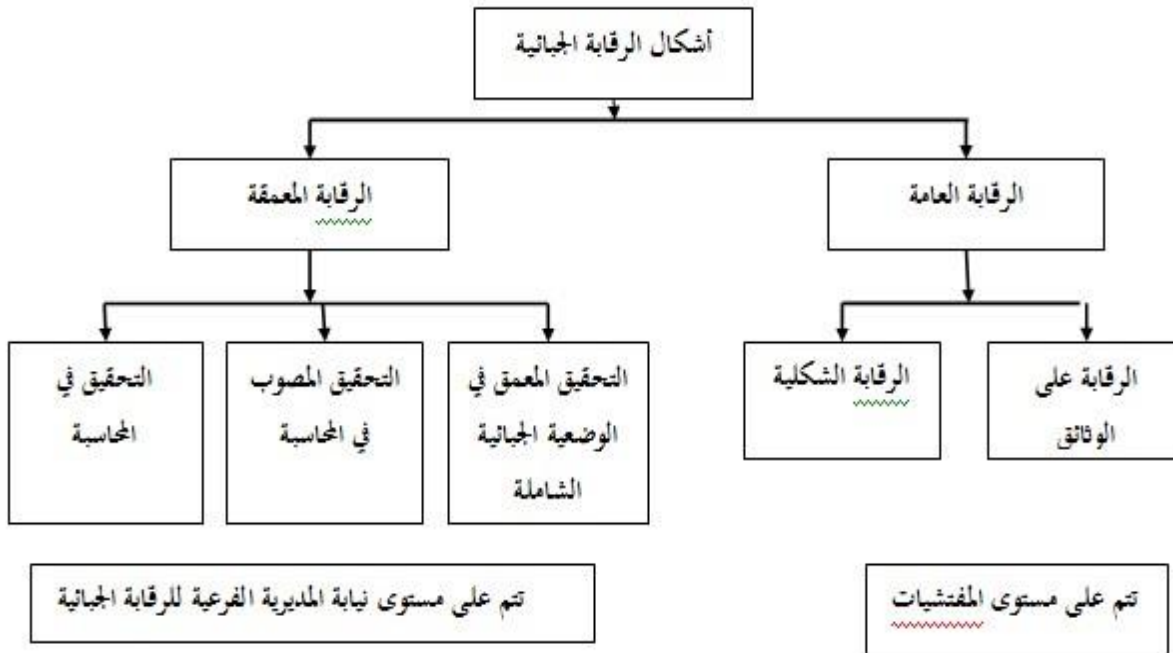 أشكال الرقابة الجبائية
الرقابة العامة
الرقابة المعمقة
الرقابة على
الوثائق
الرقابة الشكلية
التحقيق المعمق في
الوضعية الجبائية
الشاملة
التحقيق المصوب
في المحاسبة
التحقيق في
المحاسبة
تتم على مستوى المفتشيات
تتم على مستوى نيابة المديرية الفرعية للرقابة الجبائية